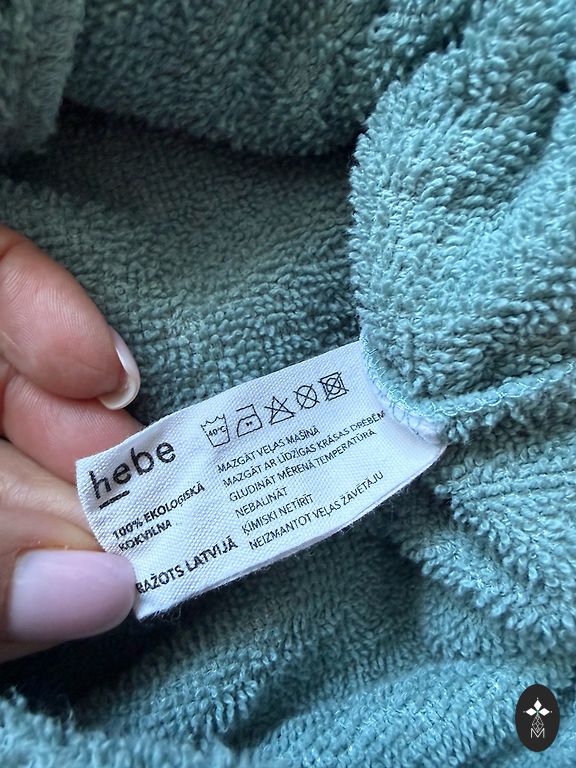 hebe
100% EKOLOĢISKĀ
KOKVILNA
RAŽOTS LATVIJĀ
40°C
MAZGĀT VEĻAS MAŠĪNĀ
MAZGĀT AR LĪDZĪGAS KRĀSAS DRĒBĒM
GLUDINĀT MĒRENĀ TEMPERATŪRĀ
NEBALINĀT
ĶĪMISKI NETĪRĪT
NEIZMANTOT VEĻAS ŽĀVĒTĀJU
M